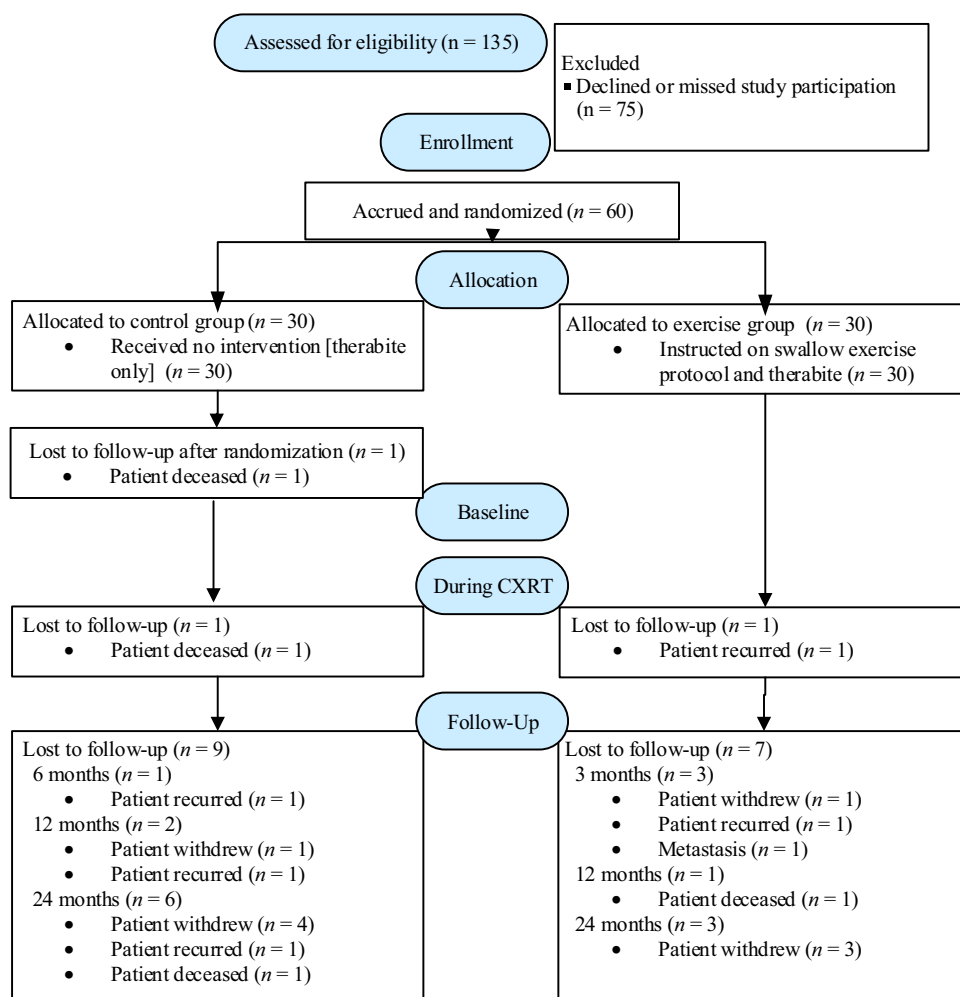 Assessed for eligibility (n = 135)
Excluded
▪ Declined or missed study participation
(n = 75)
Enrollment
Accrued and randomized (n = 60)
Allocation
Allocated to control group (n = 30)
• Received no intervention [therabite
only] (n = 30)
Allocated to exercise group (n = 30)
• Instructed on swallow exercise
protocol and therabite (n = 30)
Lost to follow-up after randomization (n = 1)
• Patient deceased (n = 1)
Baseline
During CXRT
Lost to follow-up (n = 1)
• Patient deceased (n = 1)
Lost to follow-up (n = 1)
• Patient recurred (n = 1)
Follow-Up
Lost to follow-up (n = 9)
6 months (n = 1)
• Patient recurred (n = 1)
12 months (n = 2)
• Patient withdrew (n = 1)
• Patient recurred (n = 1)
24 months (n = 6)
• Patient withdrew (n = 4)
• Patient recurred (n = 1)
• Patient deceased (n = 1)
Lost to follow-up (n = 7)
3 months (n = 3)
• Patient withdrew (n = 1)
• Patient recurred (n = 1)
• Metastasis (n = 1)
12 months (n = 1)
• Patient deceased (n = 1)
24 months (n = 3)
• Patient withdrew (n = 3)